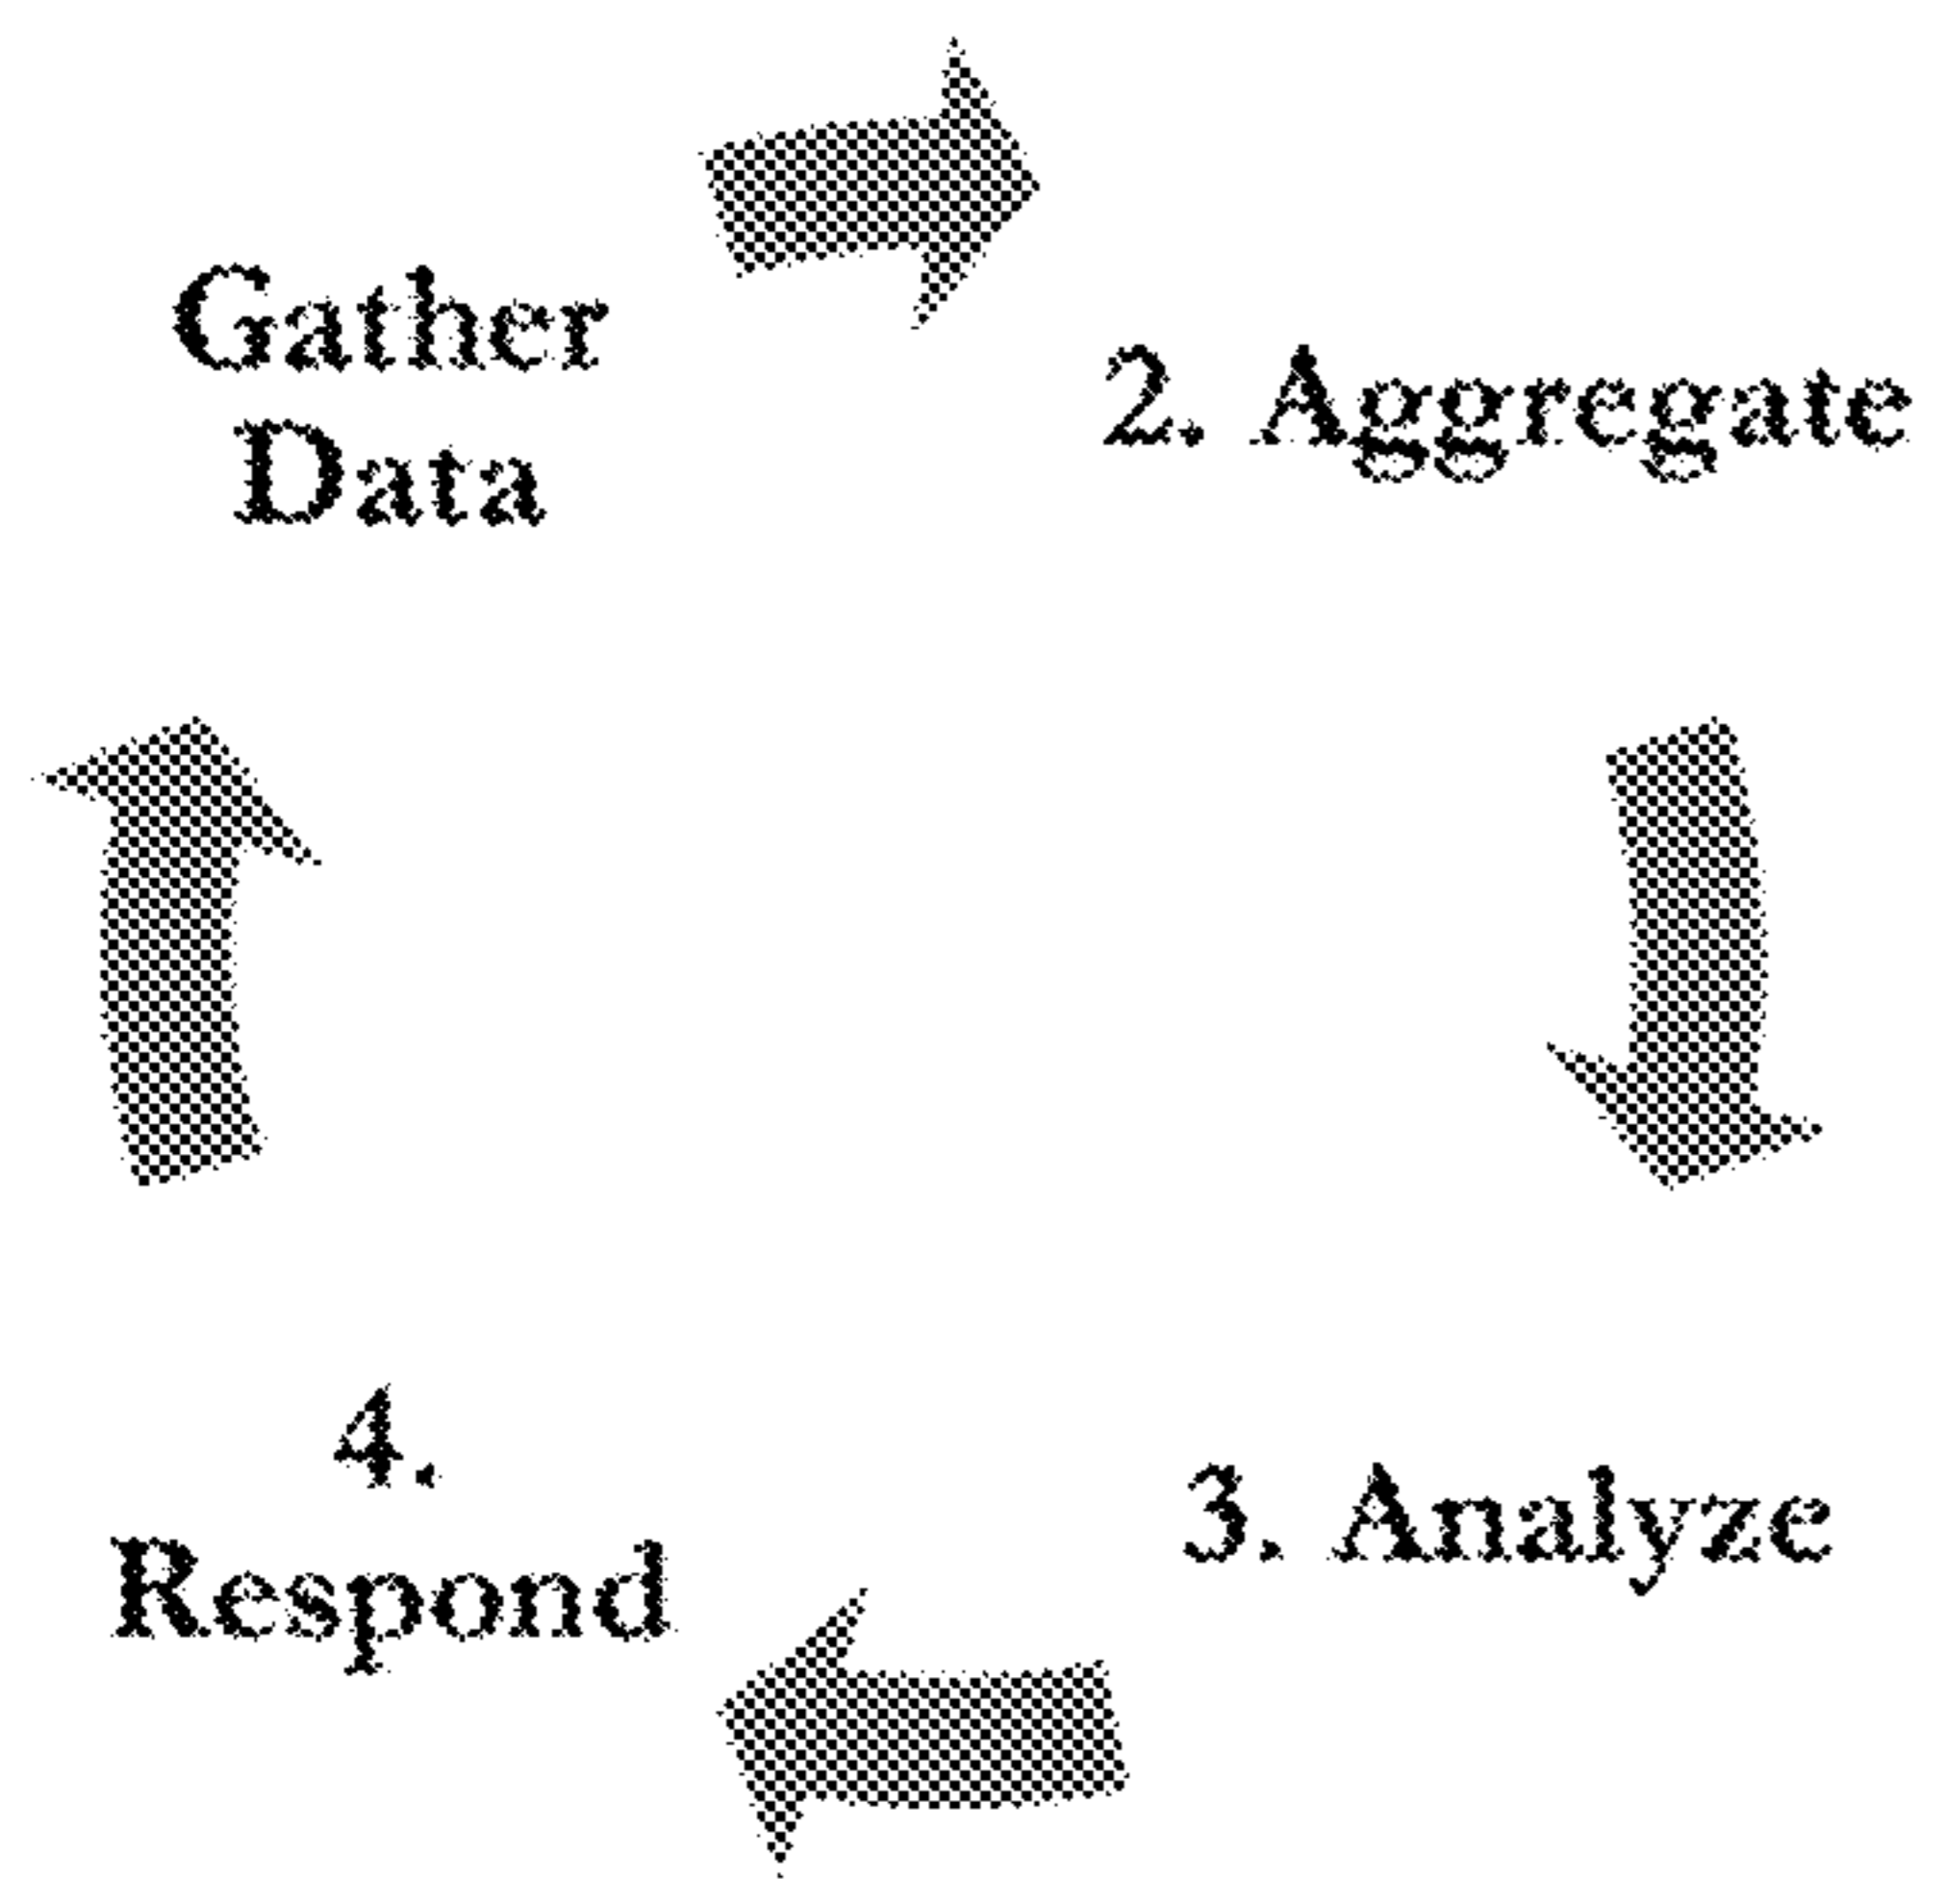 Gather
Data
2. Aggregate
3. Analyze
4.
Respond